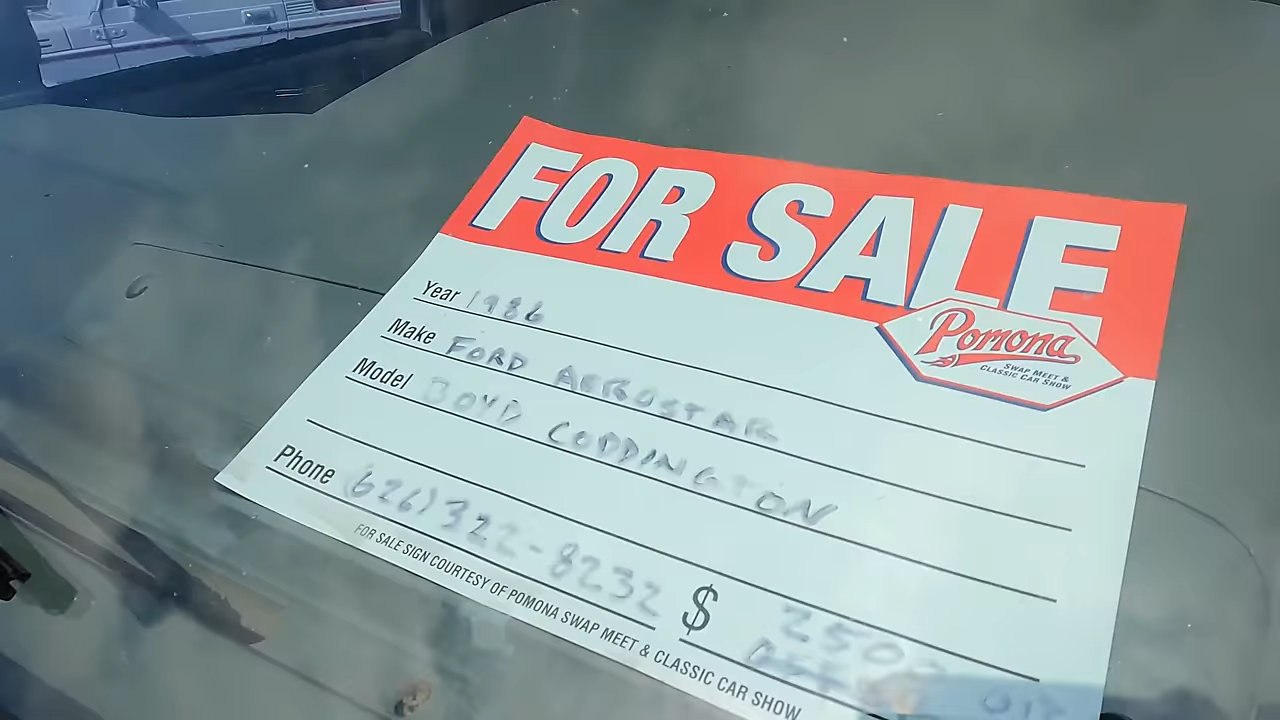 FOR SALE
Pomona
SWAP MEET &
CLASSIC CAR SHOW
Year 1986
Make FORD AEROSTAR
Model BOYD CODDINGTON
Phone (626) 322-8232 $
FOR SALE SIGN COURTESY OF POMONA SWAP MEET & CLASSIC CAR SHOW